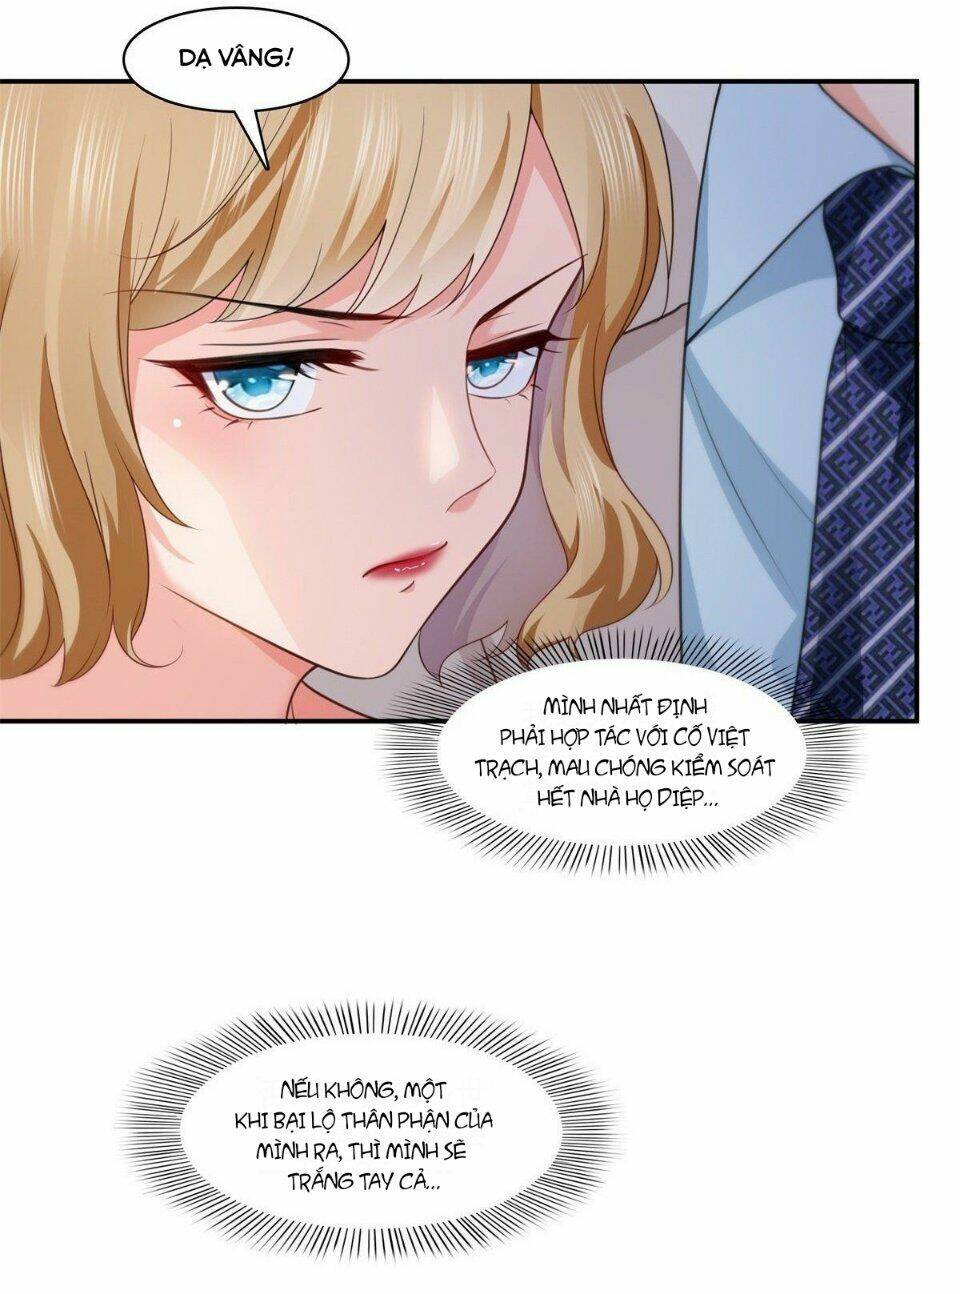 DẠ VÂNG!
MÌNH NHẤT ĐỊNH
PHẢI HỢP TÁC VỚI CỐ VIỆT
TRẠCH, MAU CHÓNG KIỂM SOÁT
HẾT NHÀ HỌ DIỆP...
NẾU KHÔNG, MỘT
KHI BẠI LỘ THÂN PHẬN CỦA
MÌNH RA, THÌ MÌNH SẼ
TRẮNG TAY CẢ...